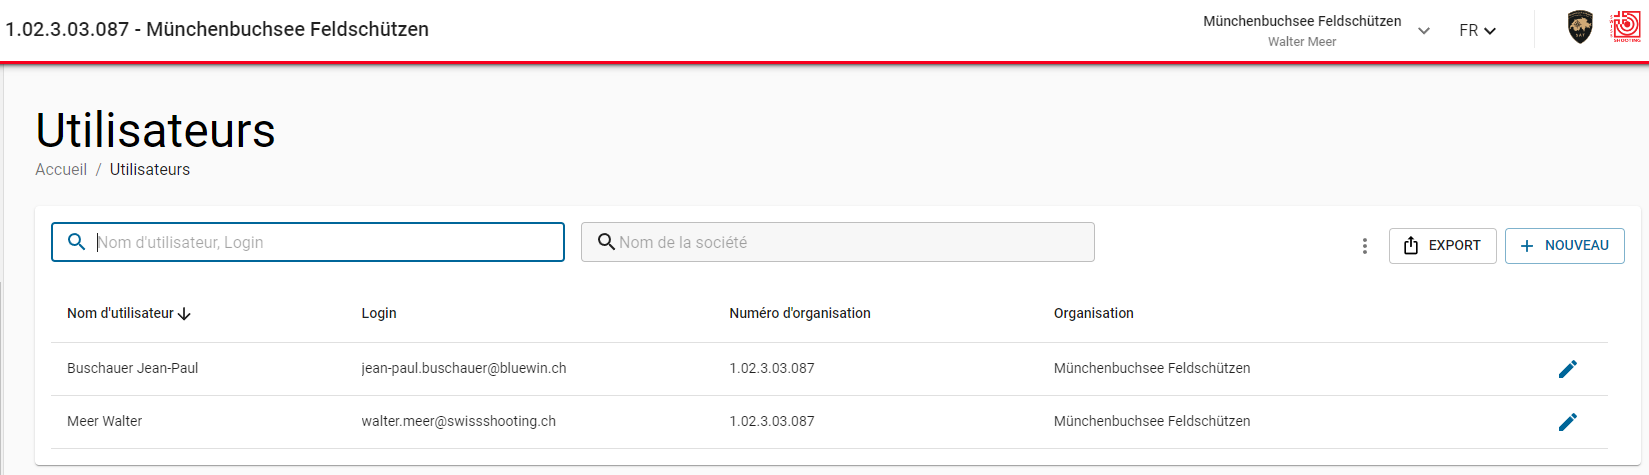 1.02.3.03.087 - Münchenbuchsee Feldschützen
Münchenbuchsee Feldschützen
Walter Meer
FR
Utilisateurs
Accueil / Utilisateurs
Nom d'utilisateur, Login
Nom de la société
EXPORT
NOUVEAU
Nom d'utilisateur Login Numéro d'organisation Organisation
Buschauer Jean-Paul jean-paul.buschauer@bluewin.ch 1.02.3.03.087 Münchenbuchsee Feldschützen
Meer Walter walter.meer@swissshooting.ch 1.02.3.03.087 Münchenbuchsee Feldschützen